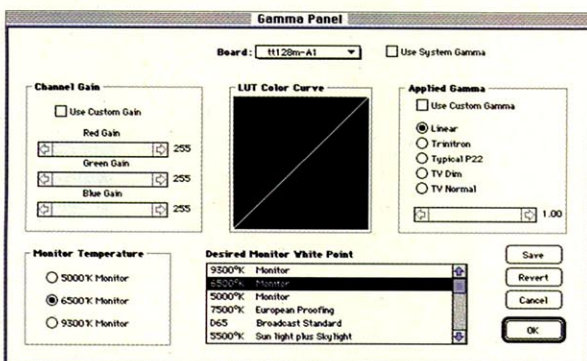 Gamma Panel
Board: tt128m-A1
Use System Gamma
Channel Gain
Use Custom Gain
Red Gain
255
Green Gain
255
Blue Gain
255
LUT Color Curve
Applied Gamma
Use Custom Gamma
Linear
Trinitron
Typical P22
TV Dim
TV Normal
1.00
Monitor Temperature
5000°K Monitor
6500°K Monitor
9300°K Monitor
Desired Monitor White Point
9300°K Monitor
6500°K Monitor
5000°K Monitor
7500°K European Proofing
D65 Broadcast Standard
5500°K Sun light plus Skylight
Save
Revert
Cancel
OK